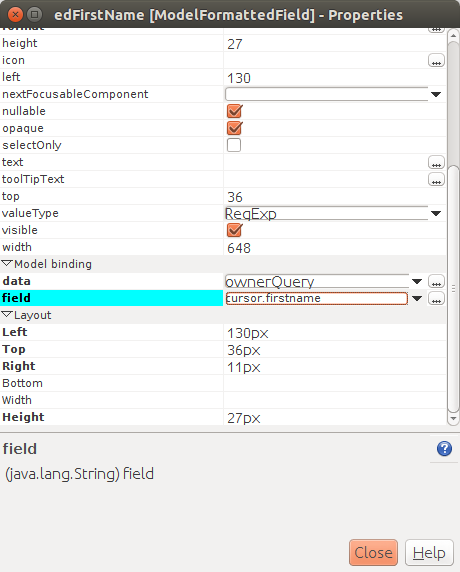 edFirstName [ModelFormattedField] - Properties
format ...
height 27
icon ...
left 130
nextFocusableComponent
nullable
opaque
selectOnly
text ...
toolTipText ...
top 36
valueType RegExp
visible
width 648
Model binding
data ownerQuery ...
field cursor.firstname ...
Layout
Left 130px
Top 36px
Right 11px
Bottom
Width
Height 27px
field ?
(java.lang.String) field
Close Help